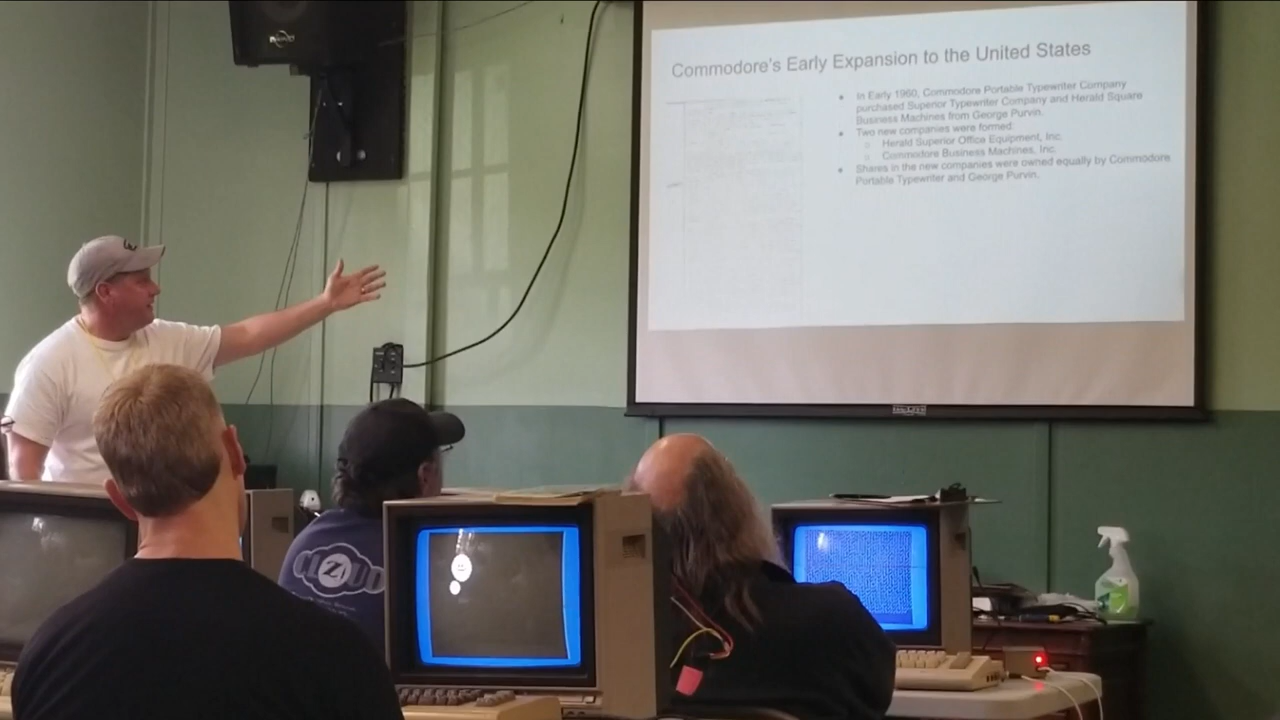 Commodore's Early Expansion to the United States
In Early 1960, Commodore Portable Typewriter Company
purchased Superior Typewriter Company and Herald Square
Business Machines from George Purvin.
Two new companies were formed:
Herald Superior Office Equipment, Inc.
Commodore Business Machines, Inc.
Shares in the new companies were owned equally by Commodore
Portable Typewriter and George Purvin.